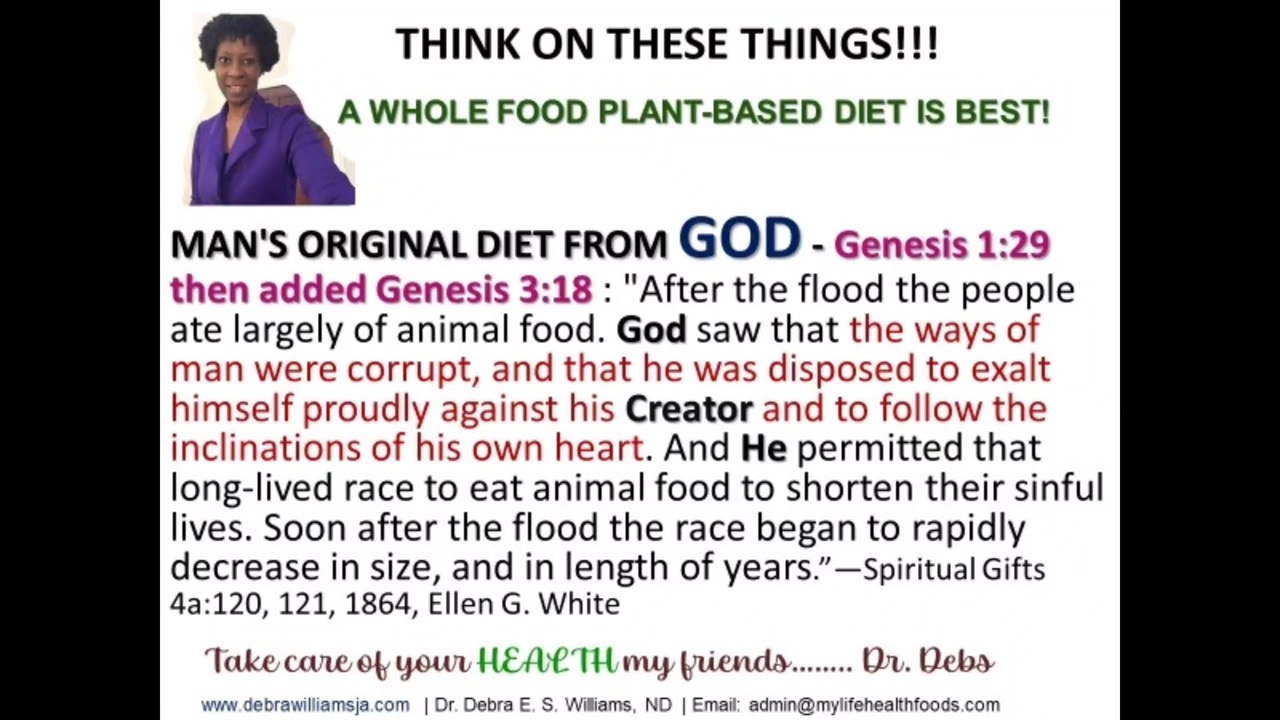 THINK ON THESE THINGS!!!
A WHOLE FOOD PLANT-BASED DIET IS BEST!
MAN'S ORIGINAL DIET FROM GOD - Genesis 1:29
then added Genesis 3:18 : "After the flood the people
ate largely of animal food. God saw that the ways of
man were corrupt, and that he was disposed to exalt
himself proudly against his Creator and to follow the
inclinations of his own heart. And He permitted that
long-lived race to eat animal food to shorten their sinful
lives. Soon after the flood the race began to rapidly
decrease in size, and in length of years.”—Spiritual Gifts
4a:120, 121, 1864, Ellen G. White
Take care of your HEALTH my friends........ Dr. Debs
www.debrawilliamsja.com | Dr. Debra E. S. Williams, ND | Email: admin@mylifehealthfoods.com